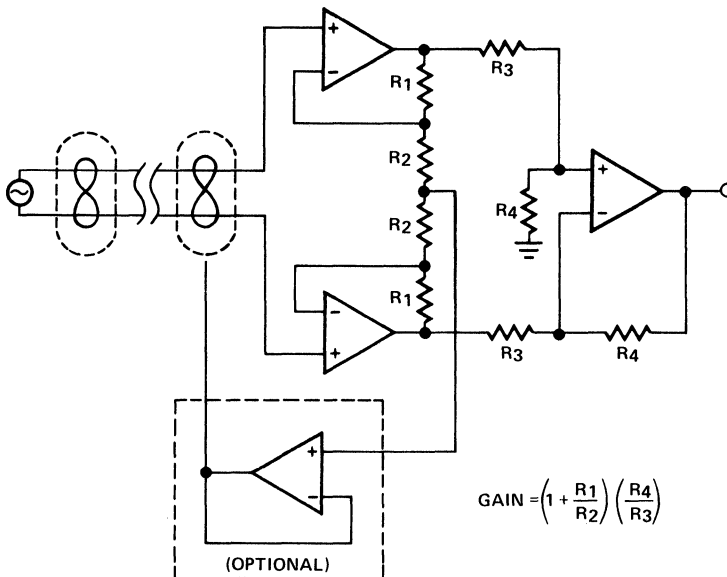 +
−
R1
R3
R2
R4
+
−
R2
−
+
R1
R3
R4
+
−
GAIN = (1 + R1/R2) (R4/R3)
(OPTIONAL)